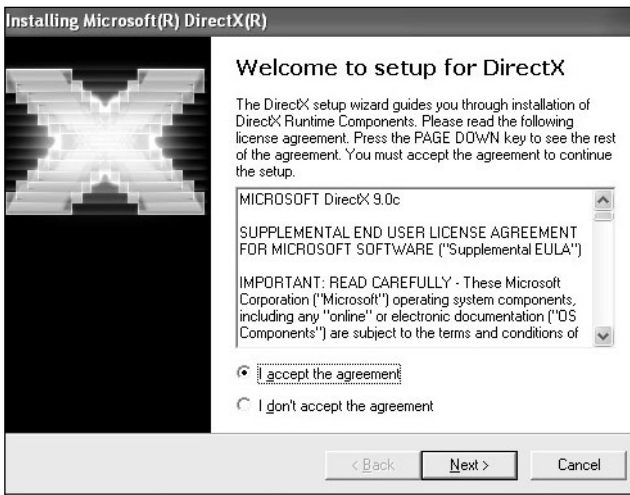 Installing Microsoft(R) DirectX(R)
Welcome to setup for DirectX
The DirectX setup wizard guides you through installation of
DirectX Runtime Components. Please read the following
license agreement. Press the PAGE DOWN key to see the rest
of the agreement. You must accept the agreement to continue
the setup.
MICROSOFT DirectX 9.0c
SUPPLEMENTAL END USER LICENSE AGREEMENT
FOR MICROSOFT SOFTWARE ("Supplemental EULA")
IMPORTANT: READ CAREFULLY - These Microsoft
Corporation ("Microsoft") operating system components,
including any "online" or electronic documentation ("OS
Components") are subject to the terms and conditions of
I accept the agreement
I don't accept the agreement
< Back Next > Cancel